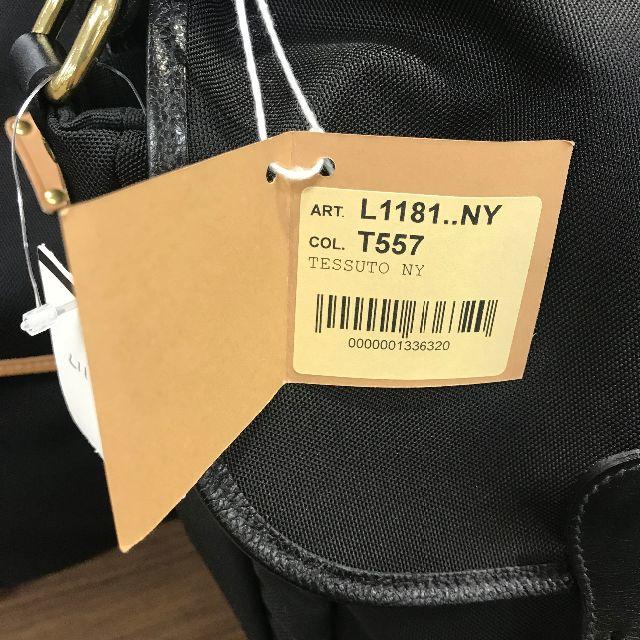 ART. L1181..NY
COL. T557
TESSUTO NY
0000001336320